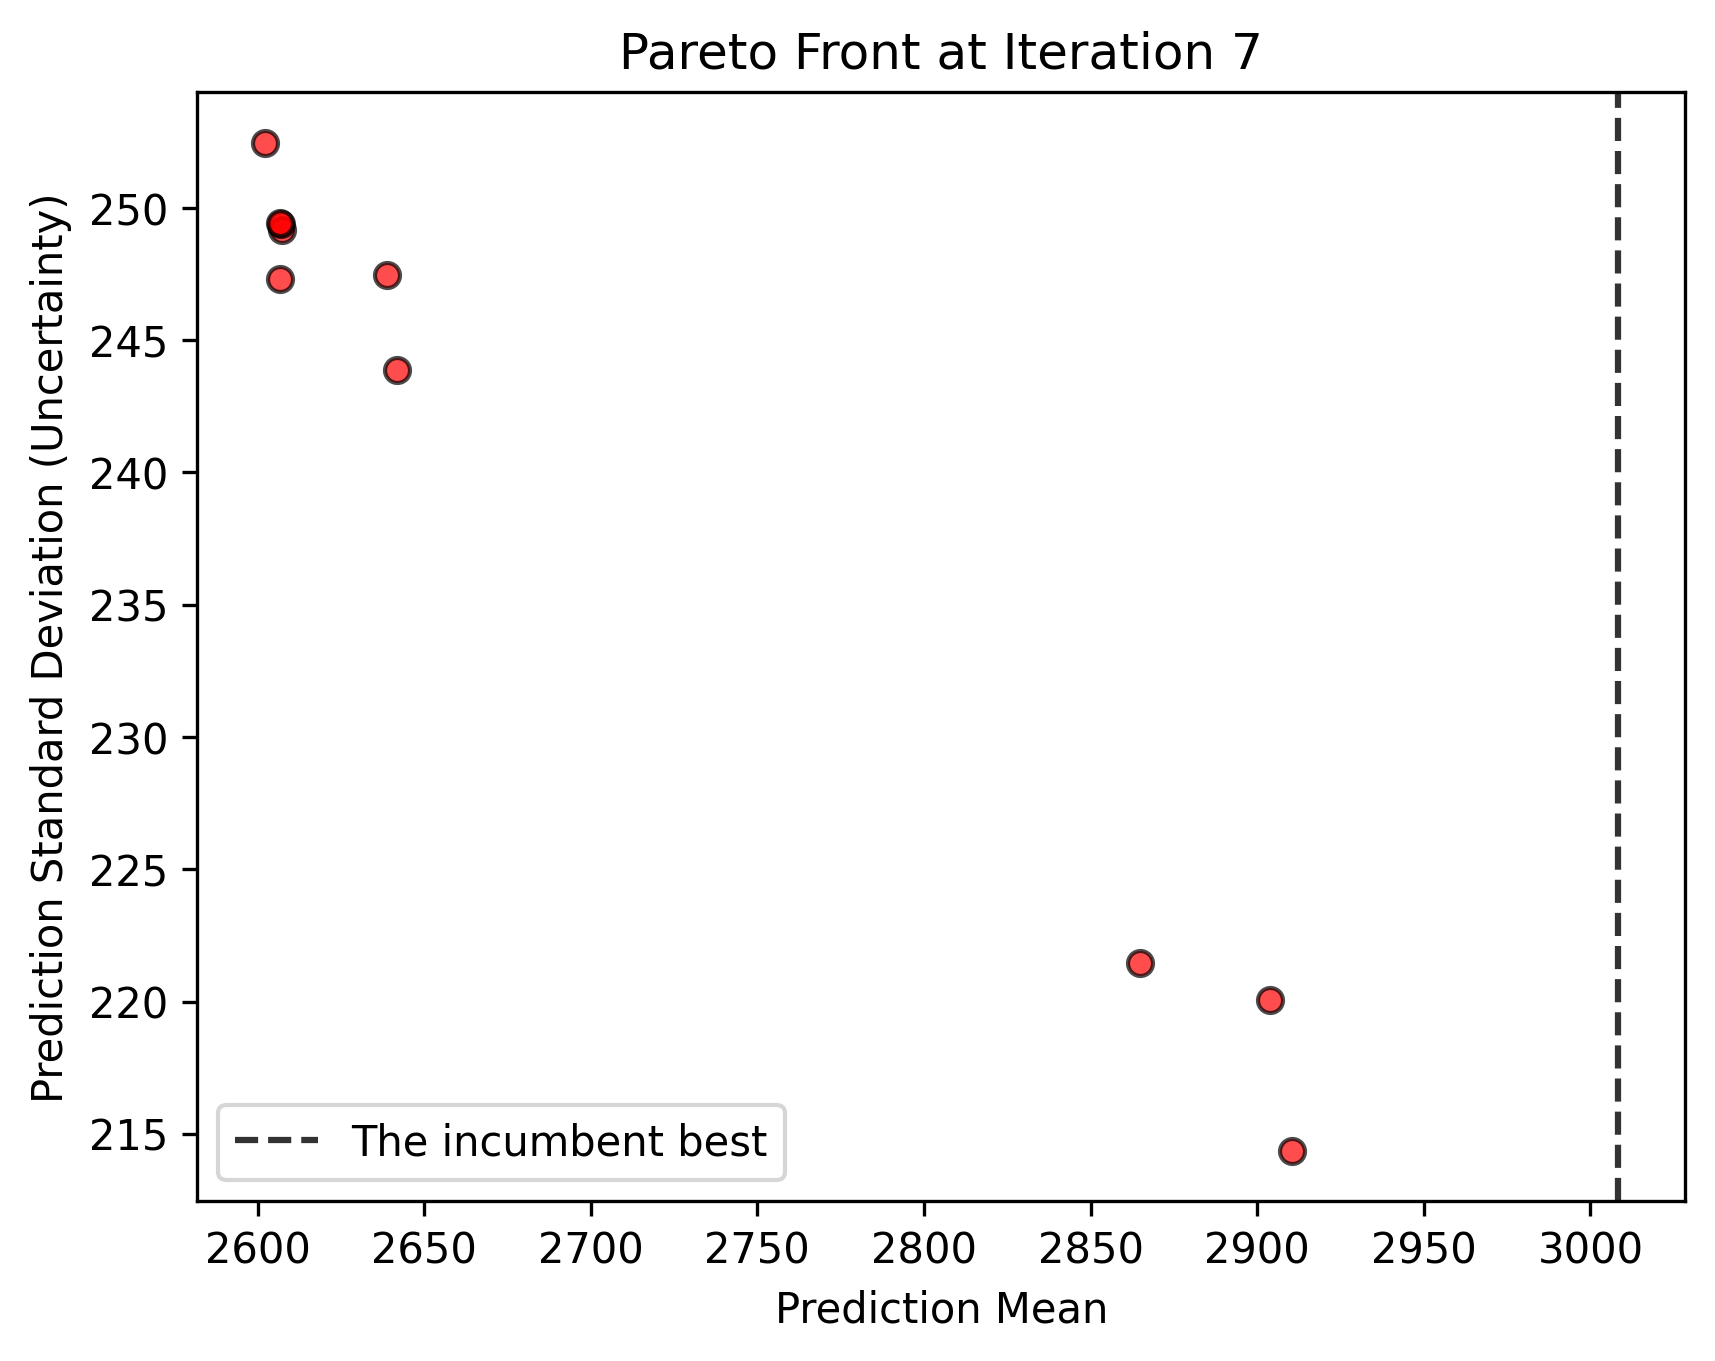 Pareto Front at Iteration 7
Prediction Standard Deviation (Uncertainty)
250
245
240
235
230
225
220
215
The incumbent best
2600 2650 2700 2750 2800 2850 2900 2950 3000
Prediction Mean